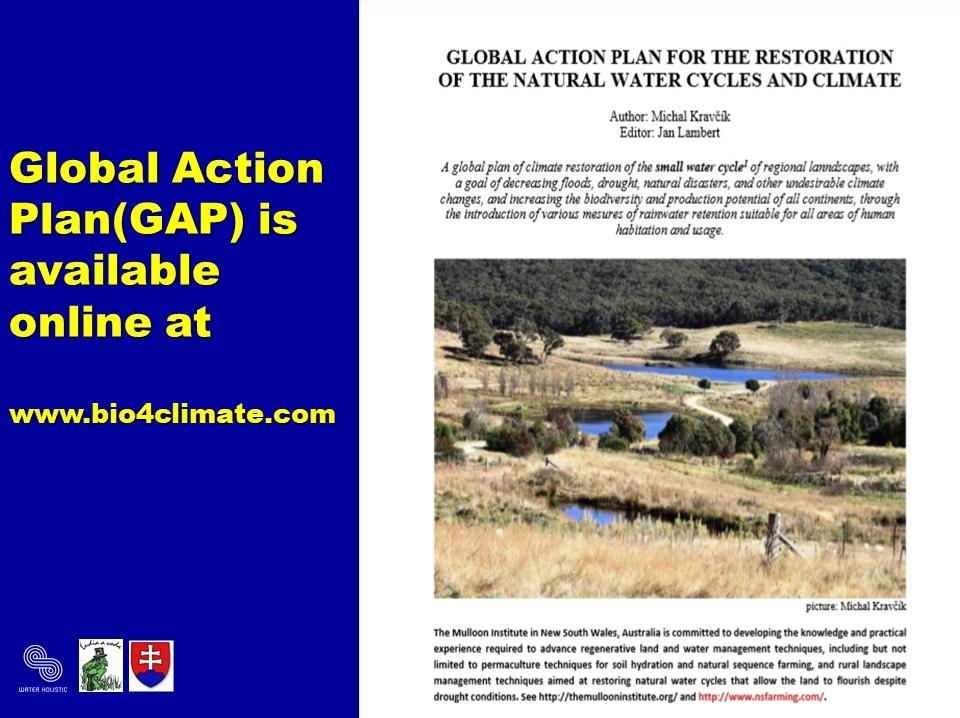 Global Action
Plan(GAP) is
available
online at
www.bio4climate.com
WATER HOLISTIC
Ľudia a voda
GLOBAL ACTION PLAN FOR THE RESTORATION
OF THE NATURAL WATER CYCLES AND CLIMATE
Author: Michal Kravčík
Editor: Jan Lambert
A global plan of climate restoration of the small water cycle1 of regional lanndscapes, with
a goal of decreasing floods, drought, natural disasters, and other undesirable climate
changes, and increasing the biodiversity and production potential of all continents, through
the introduction of various mesures of rainwater retention suitable for all areas of human
habitation and usage.
picture: Michal Kravčík
The Mulloon Institute in New South Wales, Australia is committed to developing the knowledge and practical
experience required to advance regenerative land and water management techniques, including but not
limited to permaculture techniques for soil hydration and natural sequence farming, and rural landscape
management techniques aimed at restoring natural water cycles that allow the land to flourish despite
drought conditions. See http://themullooninstitute.org/ and http://www.nsfarming.com/.